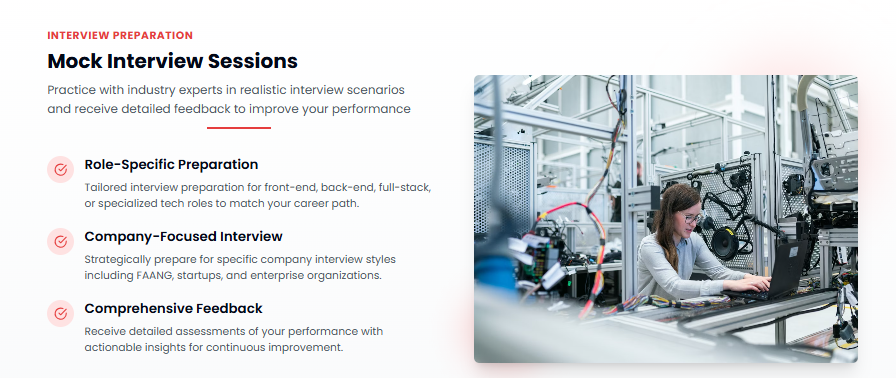 INTERVIEW PREPARATION
Mock Interview Sessions
Practice with industry experts in realistic interview scenarios
and receive detailed feedback to improve your performance
Role-Specific Preparation
Tailored interview preparation for front-end, back-end, full-stack,
or specialized tech roles to match your career path.
Company-Focused Interview
Strategically prepare for specific company interview styles
including FAANG, startups, and enterprise organizations.
Comprehensive Feedback
Receive detailed assessments of your performance with
actionable insights for continuous improvement.